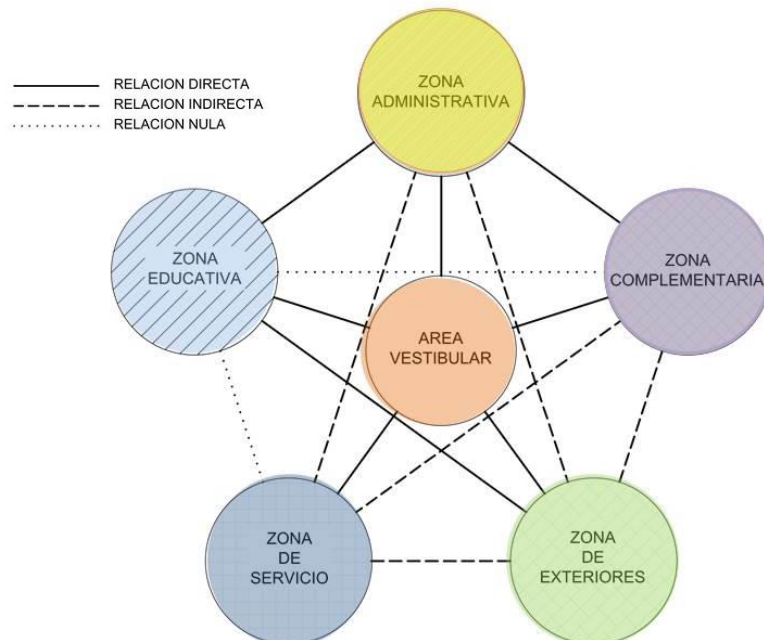 ZONA
ADMINISTRATIVA
RELACION DIRECTA
RELACION INDIRECTA
RELACION NULA
ZONA
EDUCATIVA
ZONA
COMPLEMENTARIA
AREA
VESTIBULAR
ZONA
DE
SERVICIO
ZONA
DE
EXTERIORES